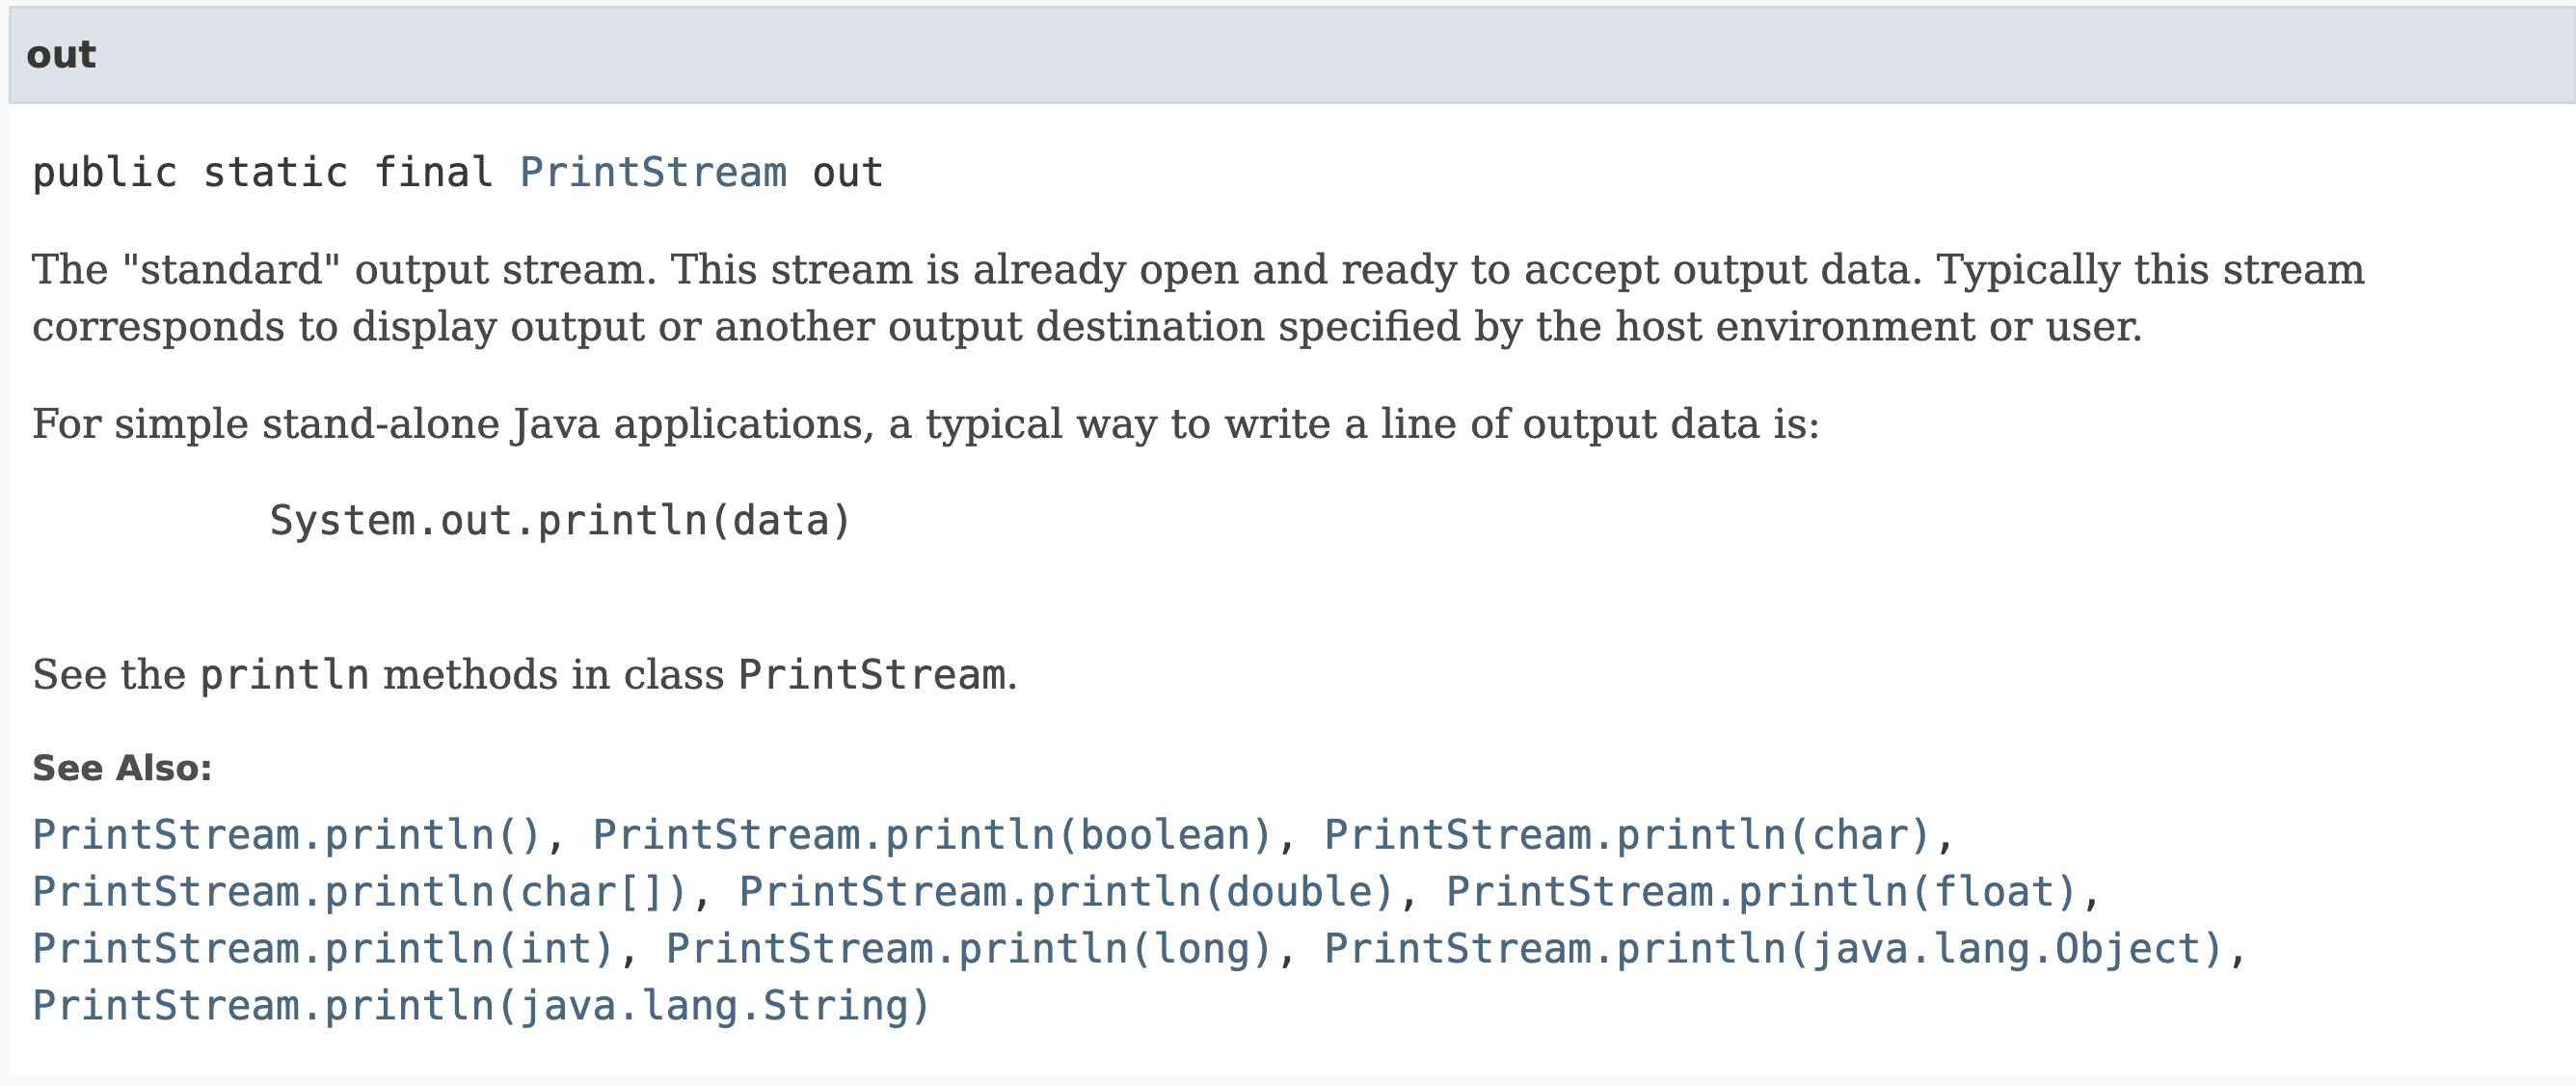 out
public static final PrintStream out
The "standard" output stream. This stream is already open and ready to accept output data. Typically this stream
corresponds to display output or another output destination specified by the host environment or user.
For simple stand-alone Java applications, a typical way to write a line of output data is:
System.out.println(data)
See the println methods in class PrintStream.
See Also:
PrintStream.println(), PrintStream.println(boolean), PrintStream.println(char),
PrintStream.println(char[]), PrintStream.println(double), PrintStream.println(float),
PrintStream.println(int), PrintStream.println(long), PrintStream.println(java.lang.Object),
PrintStream.println(java.lang.String)